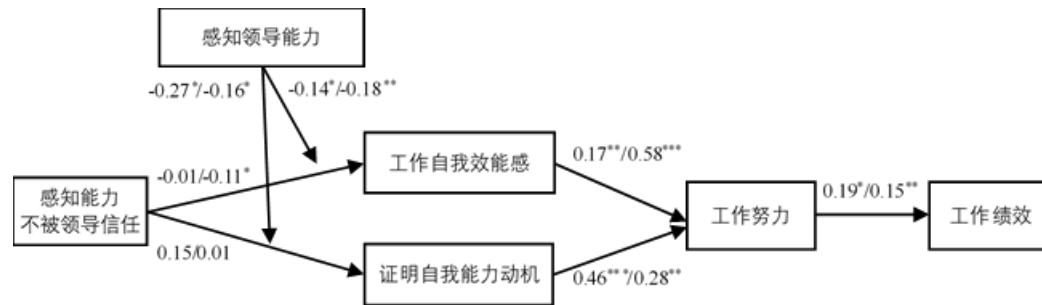 感知领导能力
-0.27*/-0.16*
-0.14*/-0.18**
-0.01/-0.11*
工作自我效能感
0.17**/0.58***
感知能力
不被领导信任
工作努力
0.19*/0.15**
工作绩效
0.15/0.01
证明自我能力动机
0.46***/0.28**